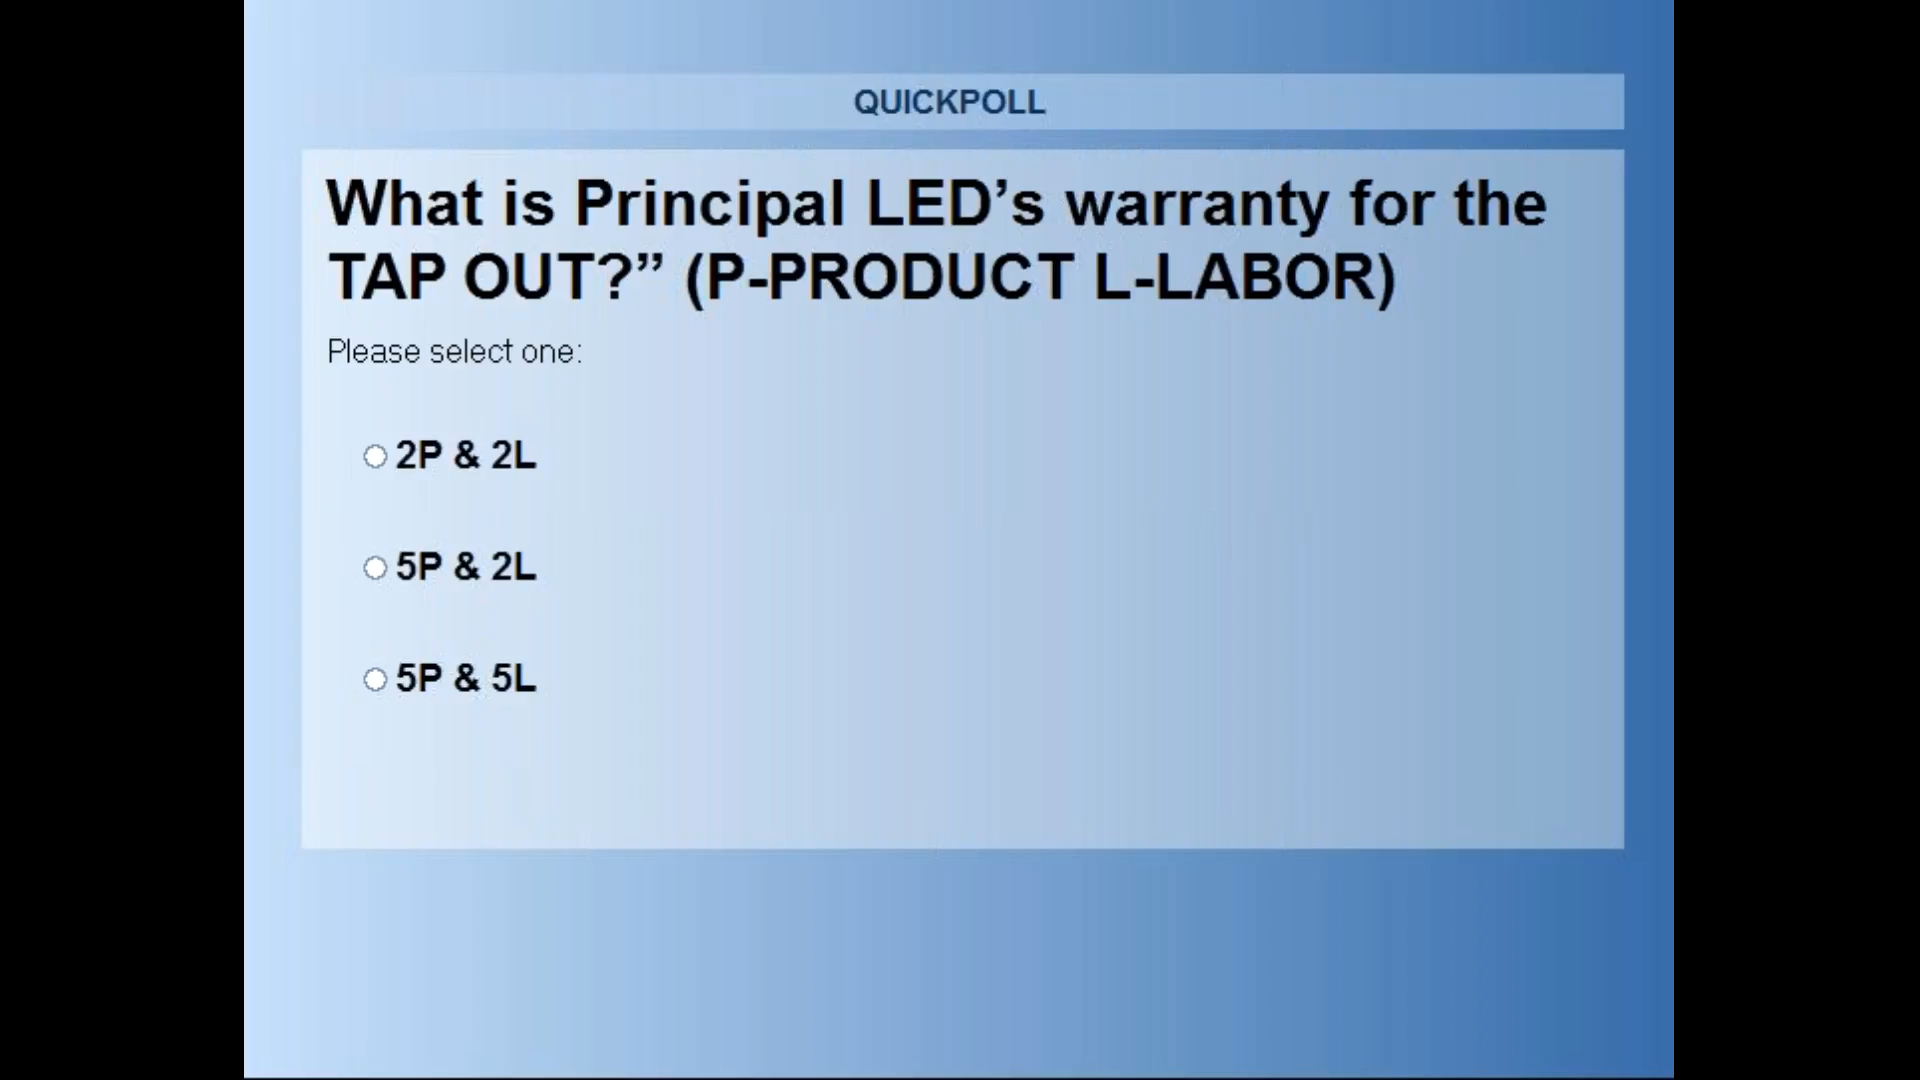 QUICKPOLL
What is Principal LED’s warranty for the
TAP OUT?” (P-PRODUCT L-LABOR)
Please select one:
2P & 2L
5P & 2L
5P & 5L